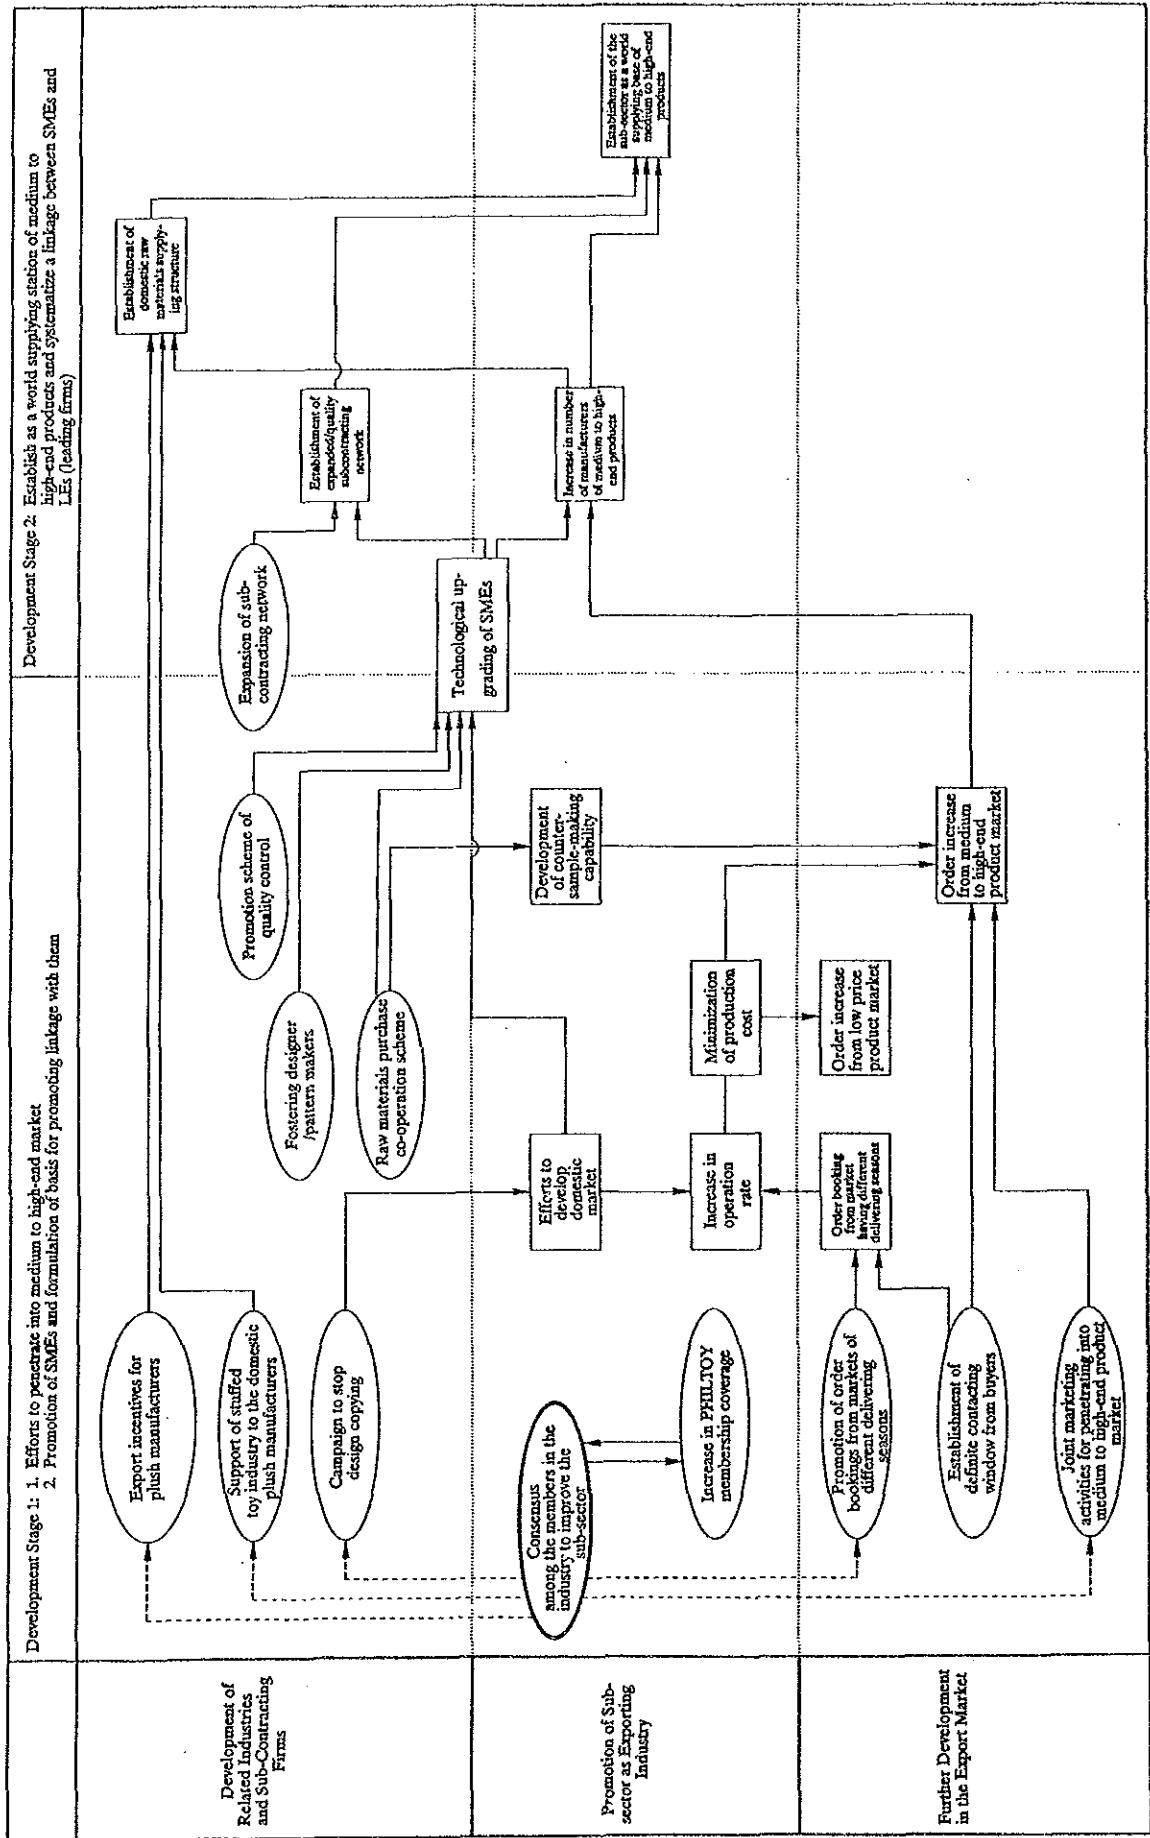 Development Stage 1: 1. Efforts to penetrate into medium to high-end market
2. Promotion of SMEs and formulation of basis for promoting linkage with them
Development Stage 2: Establish as a world supplying station of medium to
high-end products and systematize a linkage between SMEs and
LEs (leading firms)
Development of
Related Industries
and Sub-Contracting
Firms
Export incentives for
plush manufacturers
Support of stuffed
toy industry to the domestic
plush manufacturers
Campaign to stop
design copying
Fostering designer
/pattern makers
Raw materials purchase
co-operation scheme
Promotion scheme of
quality control
Expansion of sub-
contracting network
Technological up-
grading of SMEs
Establishment of
expanded/quality
subcontracting
network
Establishment of
domestic raw
materials supply-
ing structure
Promotion of Sub-
sector as Exporting
Industry
Consensus
among the members in the
industry to improve the
sub-sector
Increase in PHILTOY
membership coverage
Efforts to
develop
domestic
market
Increase in
operation
rate
Minimization
of production
cost
Development
of counter-
sample-making
capability
Increase in number
of manufacturers
of medium to high-
end products
Establishment of the
sub-sector as a world
supplying base of
medium to high-end
products
Further Development
in the Export Market
Promotion of order
bookings from markets of
different delivering
seasons
Establishment of
definite contacting
window from buyers
Joint marketing
activities for penetrating into
medium to high-end product
market
Order booking
from market
having different
delivering seasons
Order increase
from low price
product market
Order increase
from medium
to high-end
product market